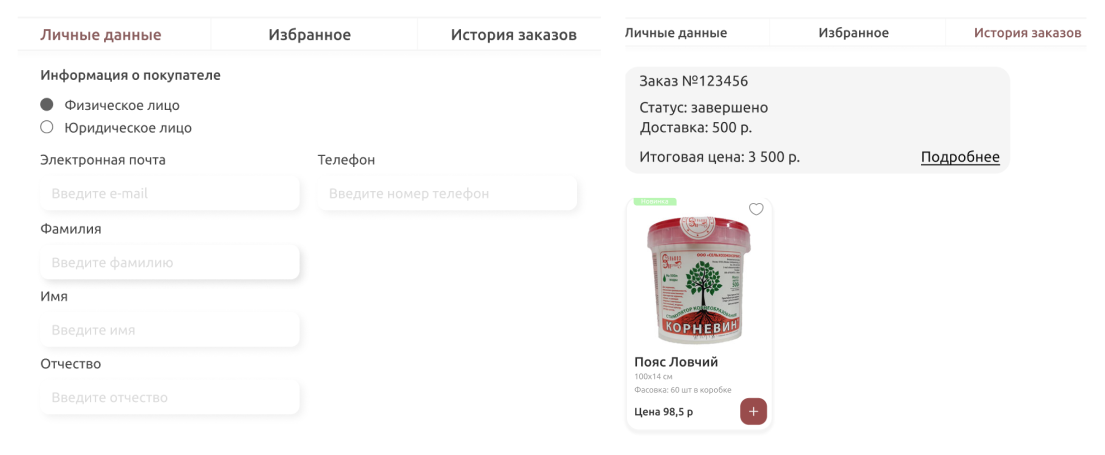 Личные данные
Избранное
История заказов
Информация о покупателе
Физическое лицо
Юридическое лицо
Электронная почта
Телефон
Введите e-mail
Введите номер телефон
Фамилия
Введите фамилию
Имя
Введите имя
Отчество
Введите отчество
Личные данные
Избранное
История заказов
Заказ №123456
Статус: завершено
Доставка: 500 р.
Итоговая цена: 3 500 р.
Подробнее
Новинка
КОРНЕВИН
Пояс Ловчий
100х14 см
Фасовка: 60 шт в коробке
Цена 98,5 р
+